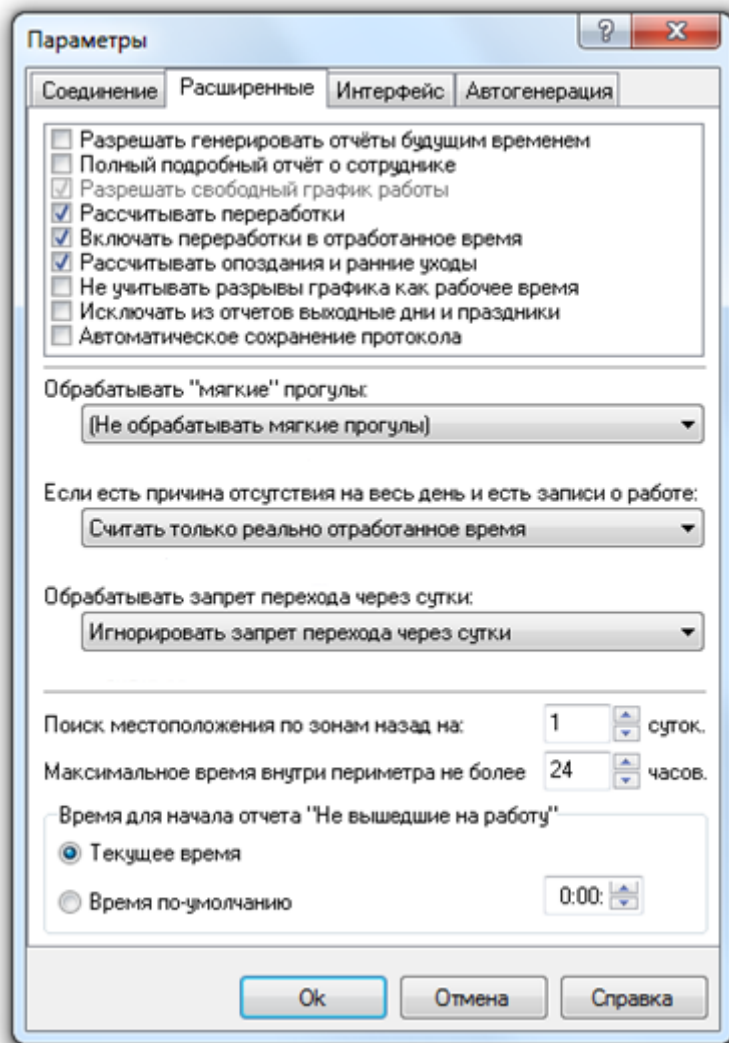 Параметры
Соединение Расширенные Интерфейс Автогенерация
Разрешать генерировать отчёты будущим временем
Полный подробный отчёт о сотруднике
Разрешать свободный график работы
Рассчитывать переработки
Включать переработки в отработанное время
Рассчитывать опоздания и ранние уходы
Не учитывать разрывы графика как рабочее время
Исключать из отчетов выходные дни и праздники
Автоматическое сохранение протокола
Обрабатывать "мягкие" прогулы:
(Не обрабатывать мягкие прогулы)
Если есть причина отсутствия на весь день и есть записи о работе:
Считать только реально отработанное время
Обрабатывать запрет перехода через сутки:
Игнорировать запрет перехода через сутки
Поиск местоположения по зонам назад на: 1 суток.
Максимальное время внутри периметра не более 24 часов.
Время для начала отчета "Не вышедшие на работу"
Текущее время
Время по-умолчанию 0:00:
Ok Отмена Справка